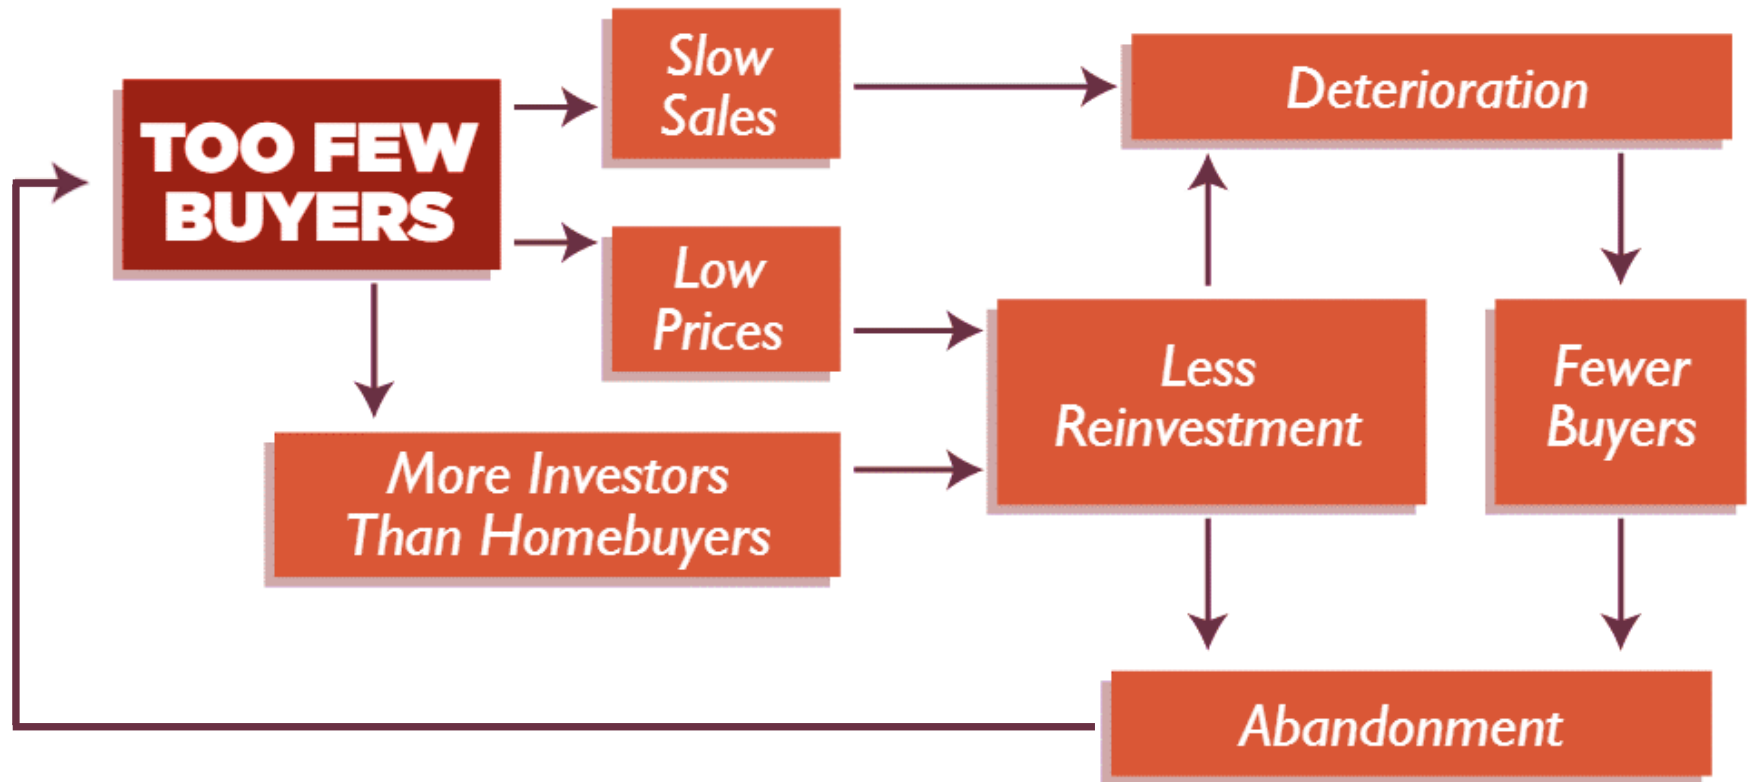 TOO FEW
BUYERS
Slow
Sales
Low
Prices
More Investors
Than Homebuyers
Deterioration
Less
Reinvestment
Fewer
Buyers
Abandonment